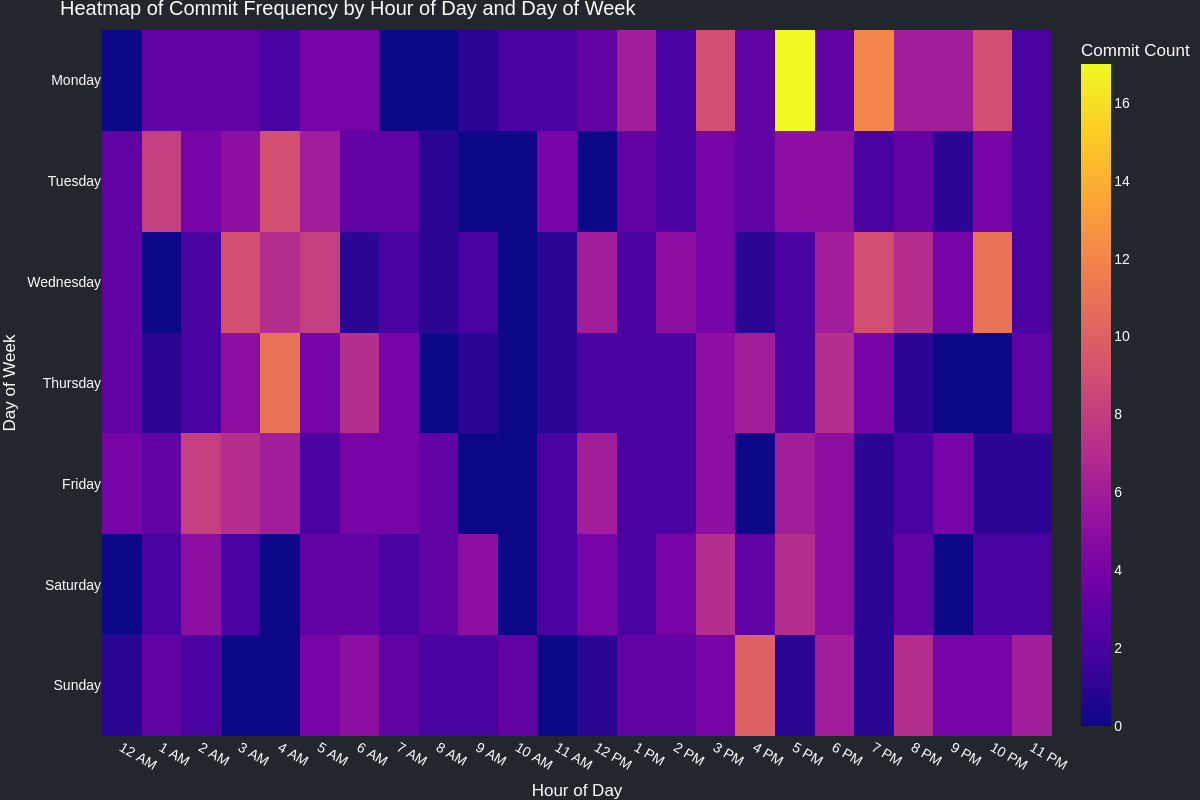 Heatmap of Commit Frequency by Hour of Day and Day of Week
Commit Count
Monday
Tuesday
Wednesday
Thursday
Friday
Saturday
Sunday
Day of Week
16
14
12
10
8
6
4
2
0
12 AM 1 AM 2 AM 3 AM 4 AM 5 AM 6 AM 7 AM 8 AM 9 AM 10 AM 11 AM 12 PM 1 PM 2 PM 3 PM 4 PM 5 PM 6 PM 7 PM 8 PM 9 PM 10 PM 11 PM
Hour of Day